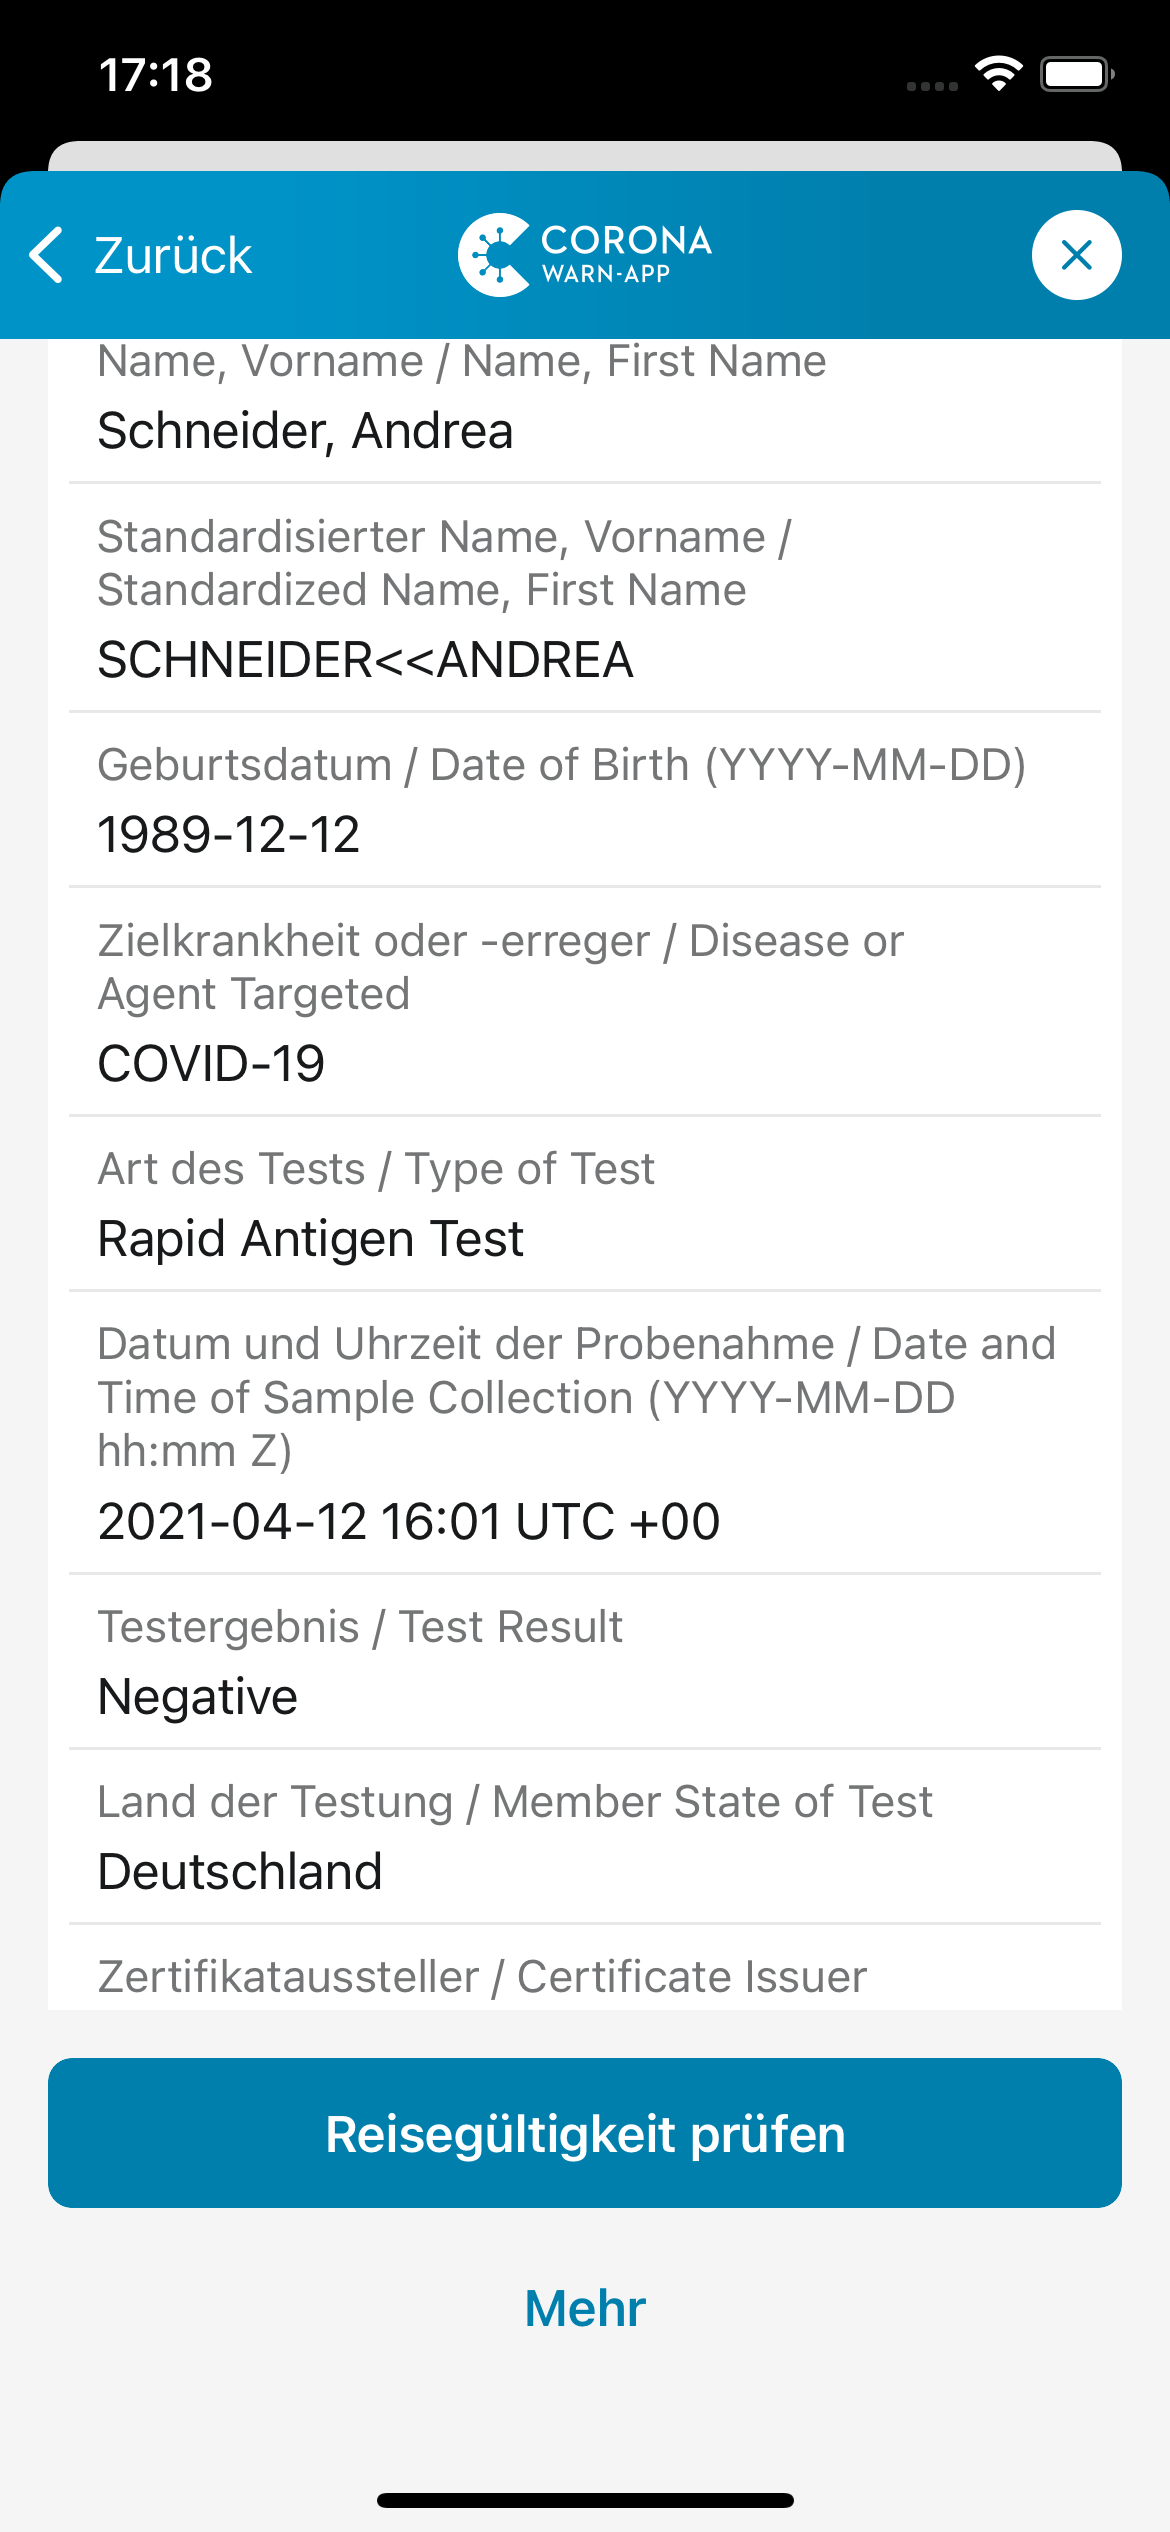 17:18
Zurück
CORONA
WARN-APP
Name, Vorname / Name, First Name
Schneider, Andrea
Standardisierter Name, Vorname /
Standardized Name, First Name
SCHNEIDER<<ANDREA
Geburtsdatum / Date of Birth (YYYY-MM-DD)
1989-12-12
Zielkrankheit oder -erreger / Disease or
Agent Targeted
COVID-19
Art des Tests / Type of Test
Rapid Antigen Test
Datum und Uhrzeit der Probenahme / Date and
Time of Sample Collection (YYYY-MM-DD
hh:mm Z)
2021-04-12 16:01 UTC +00
Testergebnis / Test Result
Negative
Land der Testung / Member State of Test
Deutschland
Zertifikataussteller / Certificate Issuer
Reisegültigkeit prüfen
Mehr